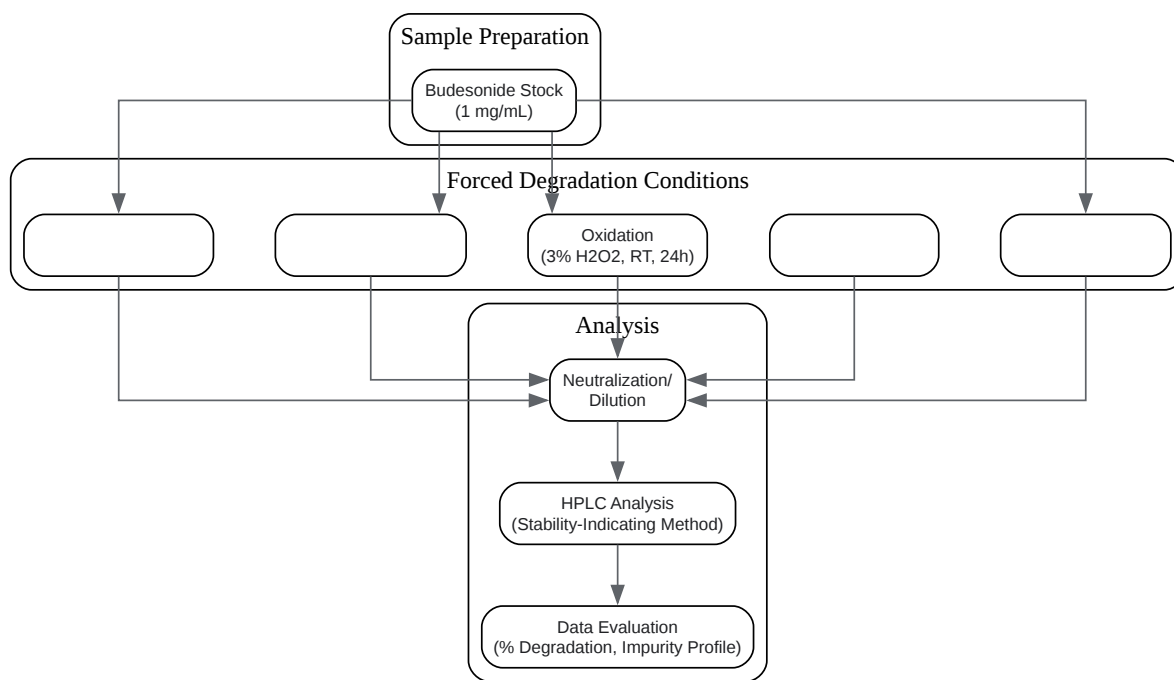 Sample Preparation
Budesonide Stock
(1 mg/mL)
Forced Degradation Conditions
Oxidation
(3% H2O2, RT, 24h)
Analysis
Neutralization/
Dilution
HPLC Analysis
(Stability-Indicating Method)
Data Evaluation
(% Degradation, Impurity Profile)